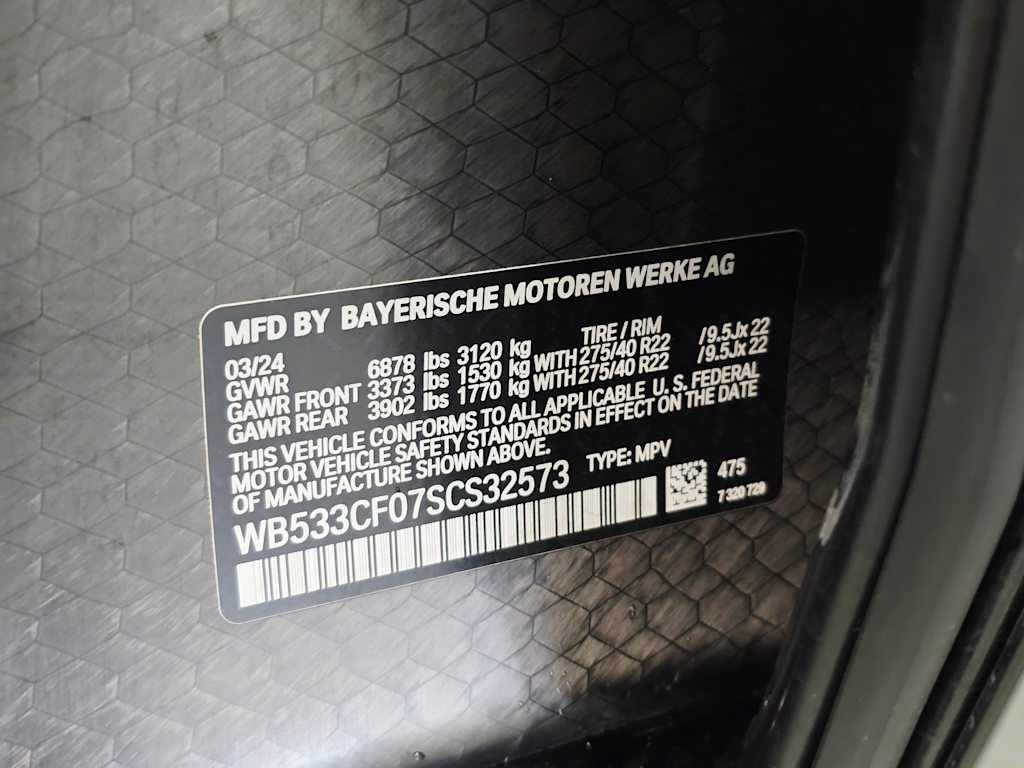 MFD BY BAYERISCHE MOTOREN WERKE AG
03/24 TIRE / RIM
GVWR 6878 lbs 3120 kg
GAWR FRONT 3373 lbs 1530 kg WITH 275/40 R22 /9.5Jx 22
GAWR REAR 3902 lbs 1770 kg WITH 275/40 R22 /9.5Jx 22
THIS VEHICLE CONFORMS TO ALL APPLICABLE U. S. FEDERAL
MOTOR VEHICLE SAFETY STANDARDS IN EFFECT ON THE DATE
OF MANUFACTURE SHOWN ABOVE.
WB533CF07SCS32573 TYPE: MPV
475
7 320 729